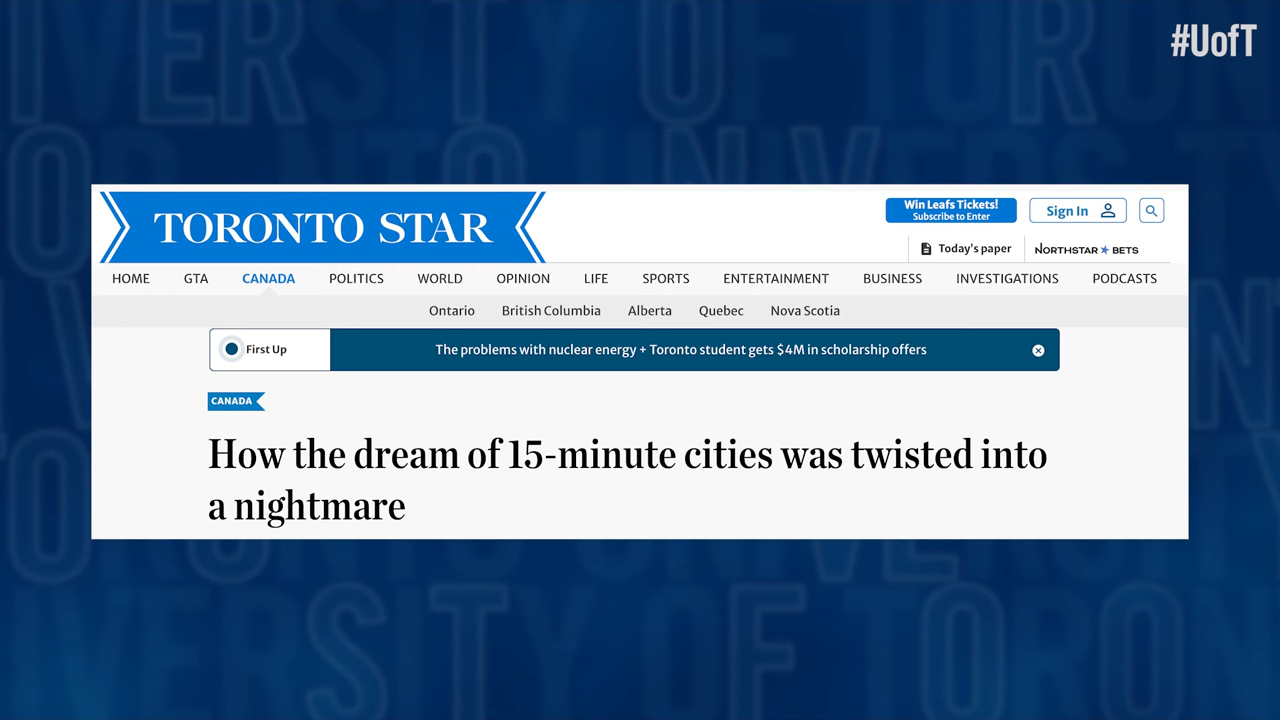 #UofT
TORONTO STAR
Win Leafs Tickets!
Subscribe to Enter
Sign In
Today's paper
NORTHSTAR BETS
HOME GTA CANADA POLITICS WORLD OPINION LIFE SPORTS ENTERTAINMENT BUSINESS INVESTIGATIONS PODCASTS
Ontario British Columbia Alberta Quebec Nova Scotia
First Up
The problems with nuclear energy + Toronto student gets $4M in scholarship offers
CANADA
How the dream of 15-minute cities was twisted into
a nightmare